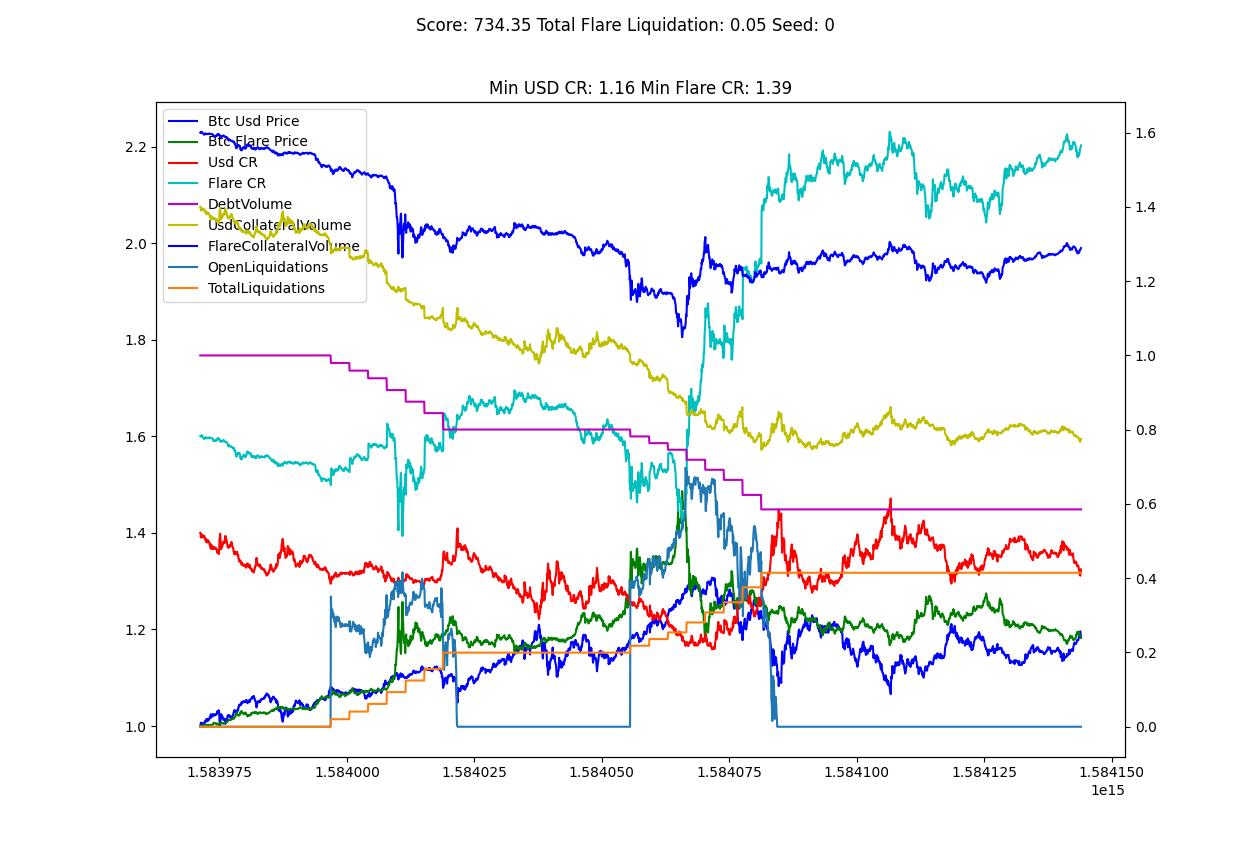 Score: 734.35 Total Flare Liquidation: 0.05 Seed: 0
Min USD CR: 1.16 Min Flare CR: 1.39
Btc Usd Price
Btc Flare Price
Usd CR
Flare CR
DebtVolume
UsdCollateralVolume
FlareCollateralVolume
OpenLiquidations
TotalLiquidations
2.2
2.0
1.8
1.6
1.4
1.2
1.0
1.6
1.4
1.2
1.0
0.8
0.6
0.4
0.2
0.0
1.583975 1.584000 1.584025 1.584050 1.584075 1.584100 1.584125 1.584150
1e15